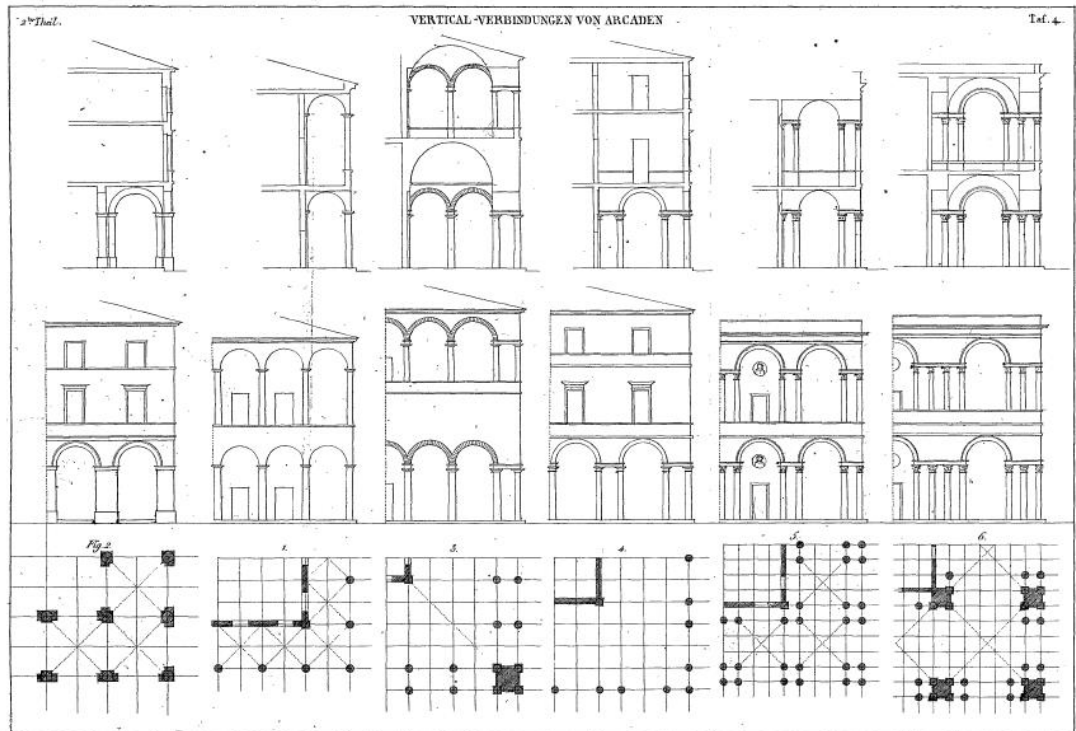 2ter Theil.
VERTICAL-VERBINDUNGEN VON ARCADEN
Taf. 4.
Fig. 2
1.
3.
4.
5.
6.